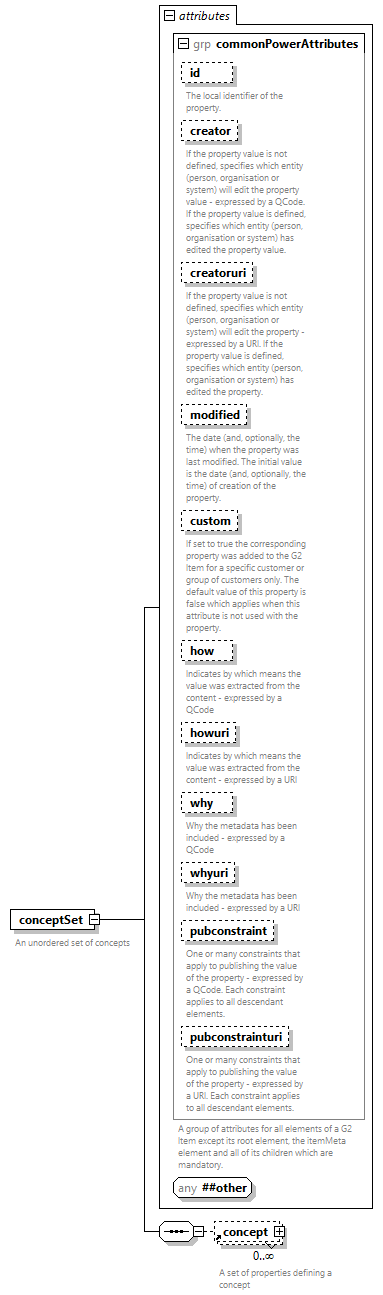 attributes
grp commonPowerAttributes
id
The local identifier of the
property.
creator
If the property value is not
defined, specifies which entity
(person, organisation or
system) will edit the property
value - expressed by a QCode.
If the property value is defined,
specifies which entity (person,
organisation or system) has
edited the property value.
creatoruri
If the property value is not
defined, specifies which entity
(person, organisation or
system) will edit the property -
expressed by a URI. If the
property value is defined,
specifies which entity (person,
organisation or system) has
edited the property.
modified
The date (and, optionally, the
time) when the property was
last modified. The initial value
is the date (and, optionally, the
time) of creation of the
property.
custom
If set to true the corresponding
property was added to the G2
Item for a specific customer or
group of customers only. The
default value of this property is
false which applies when this
attribute is not used with the
property.
how
Indicates by which means the
value was extracted from the
content - expressed by a
QCode
howuri
Indicates by which means the
value was extracted from the
content - expressed by a URI
why
Why the metadata has been
included - expressed by a
QCode
whyuri
Why the metadata has been
included - expressed by a URI
pubconstraint
One or many constraints that
apply to publishing the value
of the property - expressed by
a QCode. Each constraint
applies to all descendant
elements.
pubconstrainturi
One or many constraints that
apply to publishing the value
of the property - expressed by
a URI. Each constraint applies
to all descendant elements.
A group of attributes for all elements of a G2
Item except its root element, the itemMeta
element and all of its children which are
mandatory.
any ##other
conceptSet
An unordered set of concepts
concept
0..∞
A set of properties defining a
concept